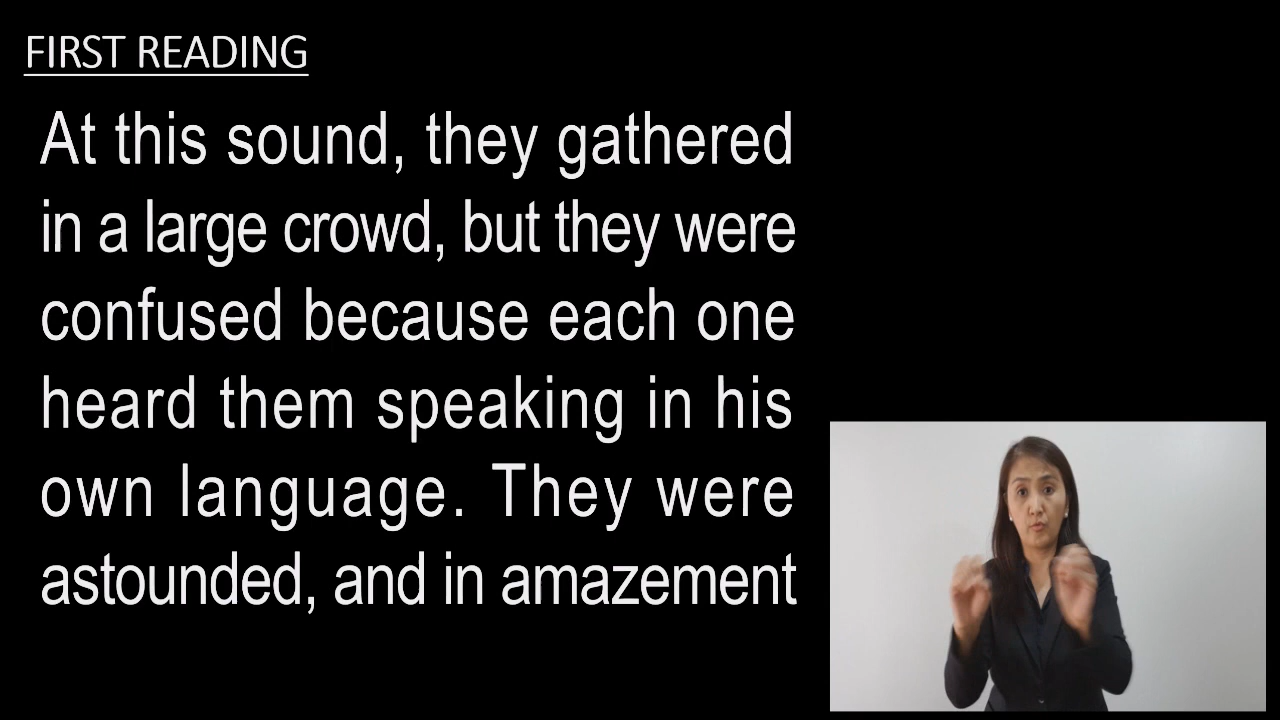 FIRST READING
At this sound, they gathered
in a large crowd, but they were
confused because each one
heard them speaking in his
own language. They were
astounded, and in amazement